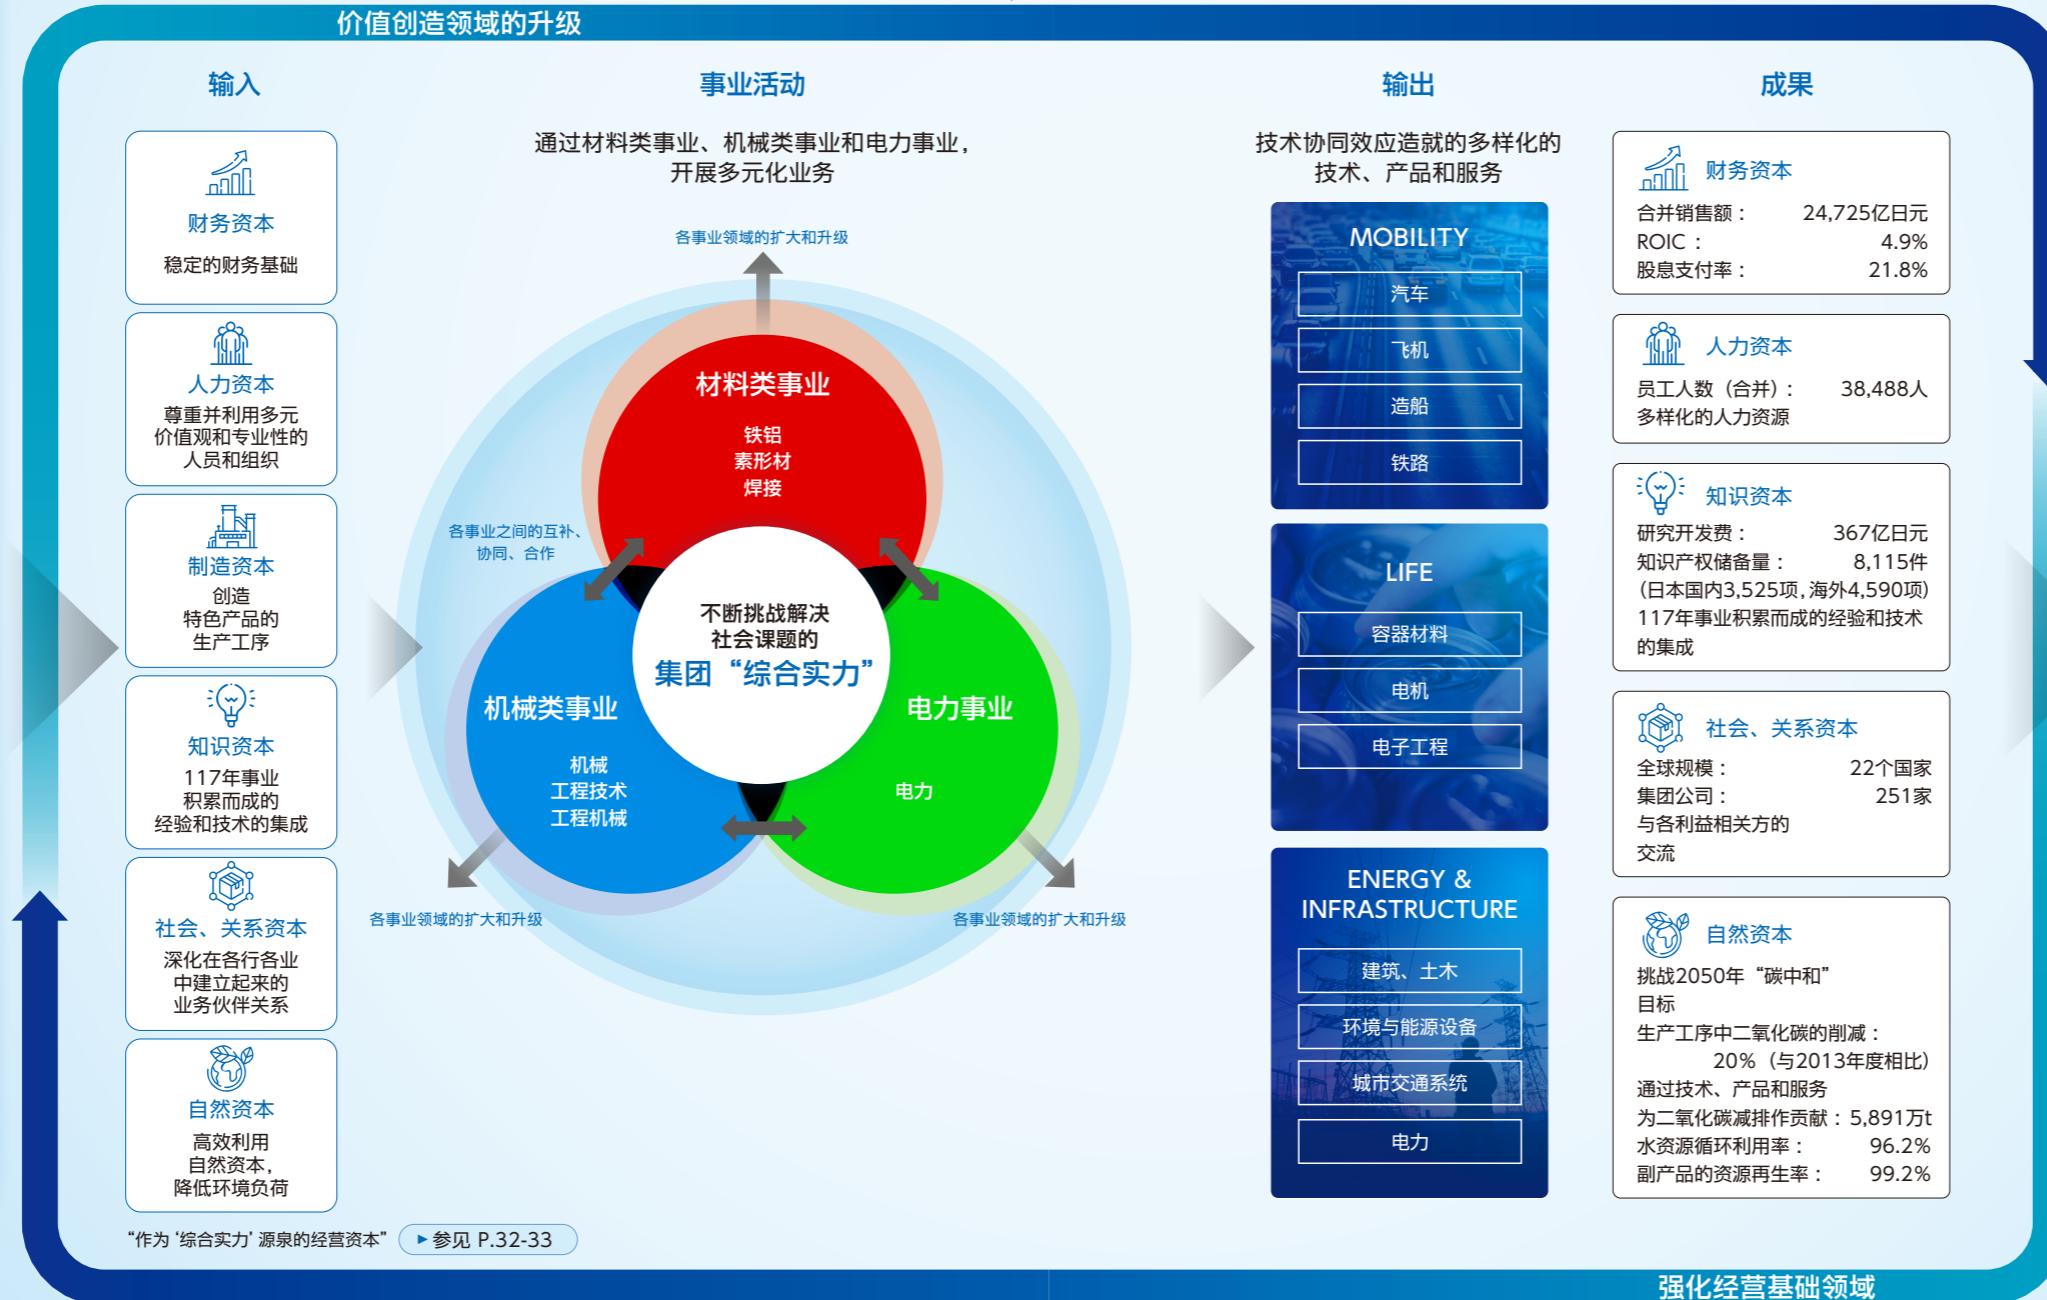 价值创造领域的升级
输入
财务资本
稳定的财务基础
人力资本
尊重并利用多元
价值观和专业性的
人员和组织
制造资本
创造
特色产品的
生产工序
知识资本
117年事业
积累而成的
经验和技术的集成
社会、关系资本
深化在各行各业
中建立起来的
业务伙伴关系
自然资本
高效利用
自然资本，
降低环境负荷
“作为 ‘综合实力’ 源泉的经营资本”
参见 P.32-33
事业活动
通过材料类事业、机械类事业和电力事业，
开展多元化业务
各事业领域的扩大和升级
材料类事业
铁铝
素形材
焊接
各事业之间的互补、
协同、合作
不断挑战解决
社会课题的
集团“综合实力”
机械类事业
机械
工程技术
工程机械
电力事业
电力
各事业领域的扩大和升级
各事业领域的扩大和升级
输出
技术协同效应造就的多样化的
技术、产品和服务
MOBILITY
汽车
飞机
造船
铁路
LIFE
容器材料
电机
电子工程
ENERGY &
INFRASTRUCTURE
建筑、土木
环境与能源设备
城市交通系统
电力
成果
财务资本
合并销售额： 24,725亿日元
ROIC： 4.9%
股息支付率： 21.8%
人力资本
员工人数（合并）： 38,488人
多样化的人力资源
知识资本
研究开发费： 367亿日元
知识产权储备量： 8,115件
（日本国内3,525项，海外4,590项）
117年事业积累而成的经验和技术
的集成
社会、关系资本
全球规模： 22个国家
集团公司： 251家
与各利益相关方的
交流
自然资本
挑战2050年“碳中和”
目标
生产工序中二氧化碳的削减：
20%（与2013年度相比）
通过技术、产品和服务
为二氧化碳减排作贡献：5,891万t
水资源循环利用率： 96.2%
副产品的资源再生率： 99.2%
强化经营基础领域